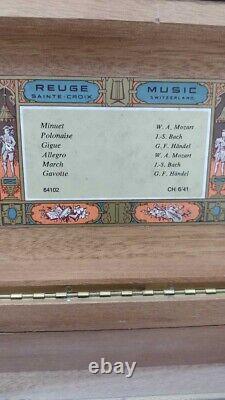 REUGE MUSIC
SAINTE-CROIX SWITZERLAND
Minuet W. A. Mozart
Polonaise J.-S. Bach
Gigue G. F. Händel
Allegro W. A. Mozart
March J.-S. Bach
Gavotte G. F. Händel
64102 CH 6/41
ebay